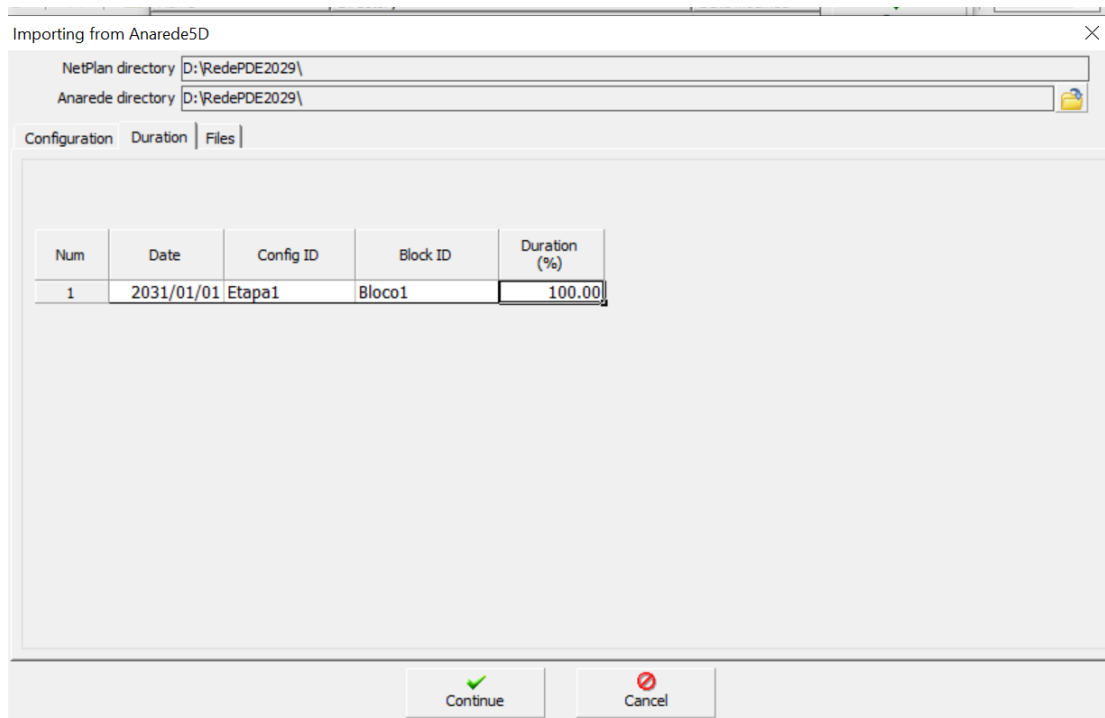 Importing from Anarede5D
NetPlan directory D:\RedePDE2029\
Anarede directory D:\RedePDE2029\
Configuration Duration Files
Num Date Config ID Block ID Duration (%)
1 2031/01/01 Etapa1 Bloco1 100.00
Continue Cancel